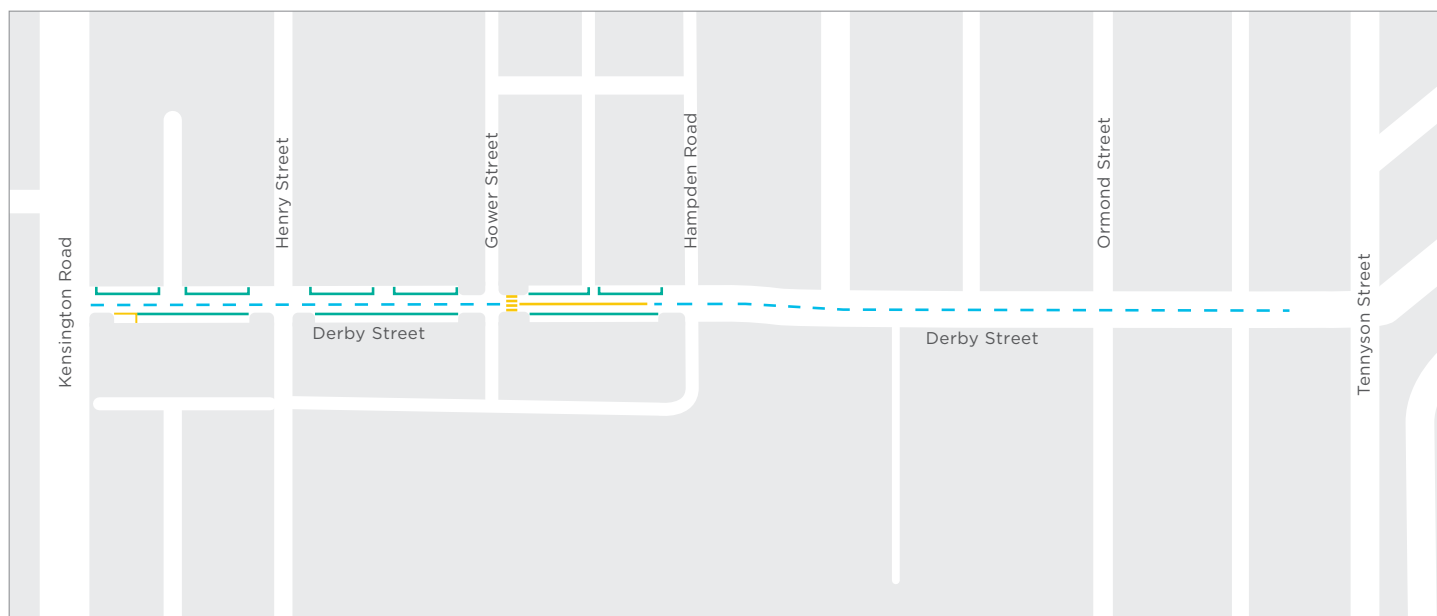 Kensington Road
Henry Street
Gower Street
Hampden Road
Ormond Street
Tennyson Street
Derby Street
Derby Street